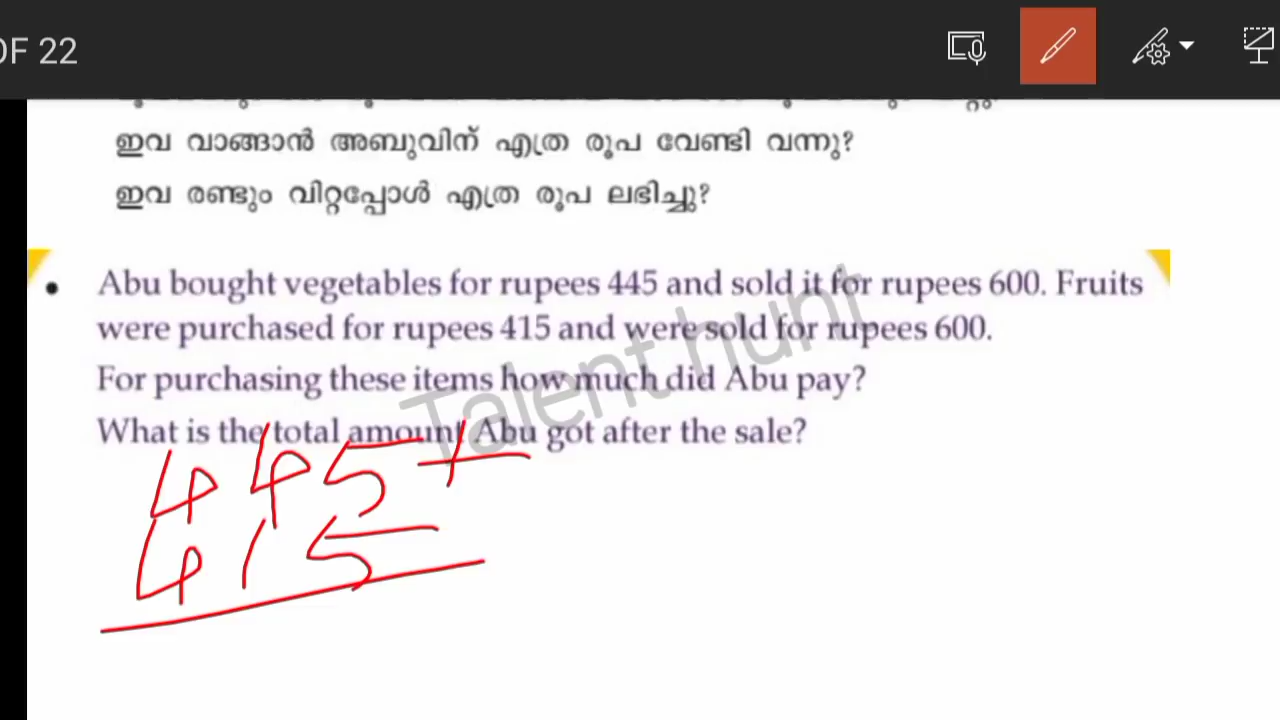 OF 22
ഇവ വാങ്ങാൻ അബുവിന് എത്ര രൂപ വേണ്ടി വന്നു?
ഇവ രണ്ടും വിറ്റപ്പോൾ എത്ര രൂപ ലഭിച്ചു?
• Abu bought vegetables for rupees 445 and sold it for rupees 600. Fruits
were purchased for rupees 415 and were sold for rupees 600.
For purchasing these items how much did Abu pay?
What is the total amount Abu got after the sale?
Talent hunt
445+
415